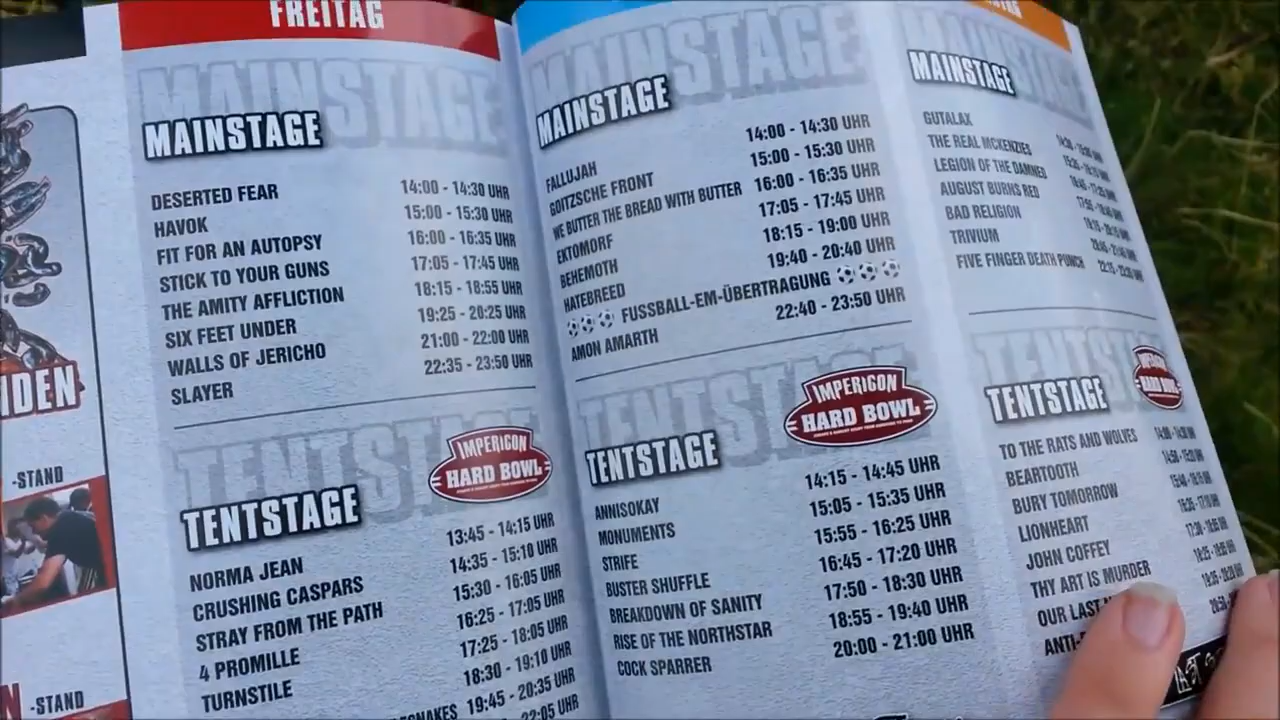 FREITAG
MAINSTAGE
MAINSTAGE
DESERTED FEAR 14:00 - 14:30 UHR
HAVOK 15:00 - 15:30 UHR
FIT FOR AN AUTOPSY 16:00 - 16:35 UHR
STICK TO YOUR GUNS 17:05 - 17:45 UHR
THE AMITY AFFLICTION 18:15 - 18:55 UHR
SIX FEET UNDER 19:25 - 20:25 UHR
WALLS OF JERICHO 21:00 - 22:00 UHR
SLAYER 22:35 - 23:50 UHR
TENTSTAGE
IMPERICON
HARD BOWL
TENTSTAGE
NORMA JEAN 13:45 - 14:15 UHR
CRUSHING CASPARS 14:35 - 15:10 UHR
STRAY FROM THE PATH 15:30 - 16:05 UHR
4 PROMILLE 16:25 - 17:05 UHR
TURNSTILE 17:25 - 18:05 UHR
18:30 - 19:10 UHR
19:45 - 20:35 UHR
22:05 UHR
MAINSTAGE
MAINSTAGE
FALLUJAH 14:00 - 14:30 UHR
GOITZSCHE FRONT 15:00 - 15:30 UHR
WE BUTTER THE BREAD WITH BUTTER 16:00 - 16:35 UHR
EKTOMORF 17:05 - 17:45 UHR
BEHEMOTH 18:15 - 19:00 UHR
HATEBREED 19:40 - 20:40 UHR
FUSSBALL-EM-ÜBERTRAGUNG
AMON AMARTH 22:40 - 23:50 UHR
TENTSTAGE
IMPERICON
HARD BOWL
TENTSTAGE
ANNISOKAY 14:15 - 14:45 UHR
MONUMENTS 15:05 - 15:35 UHR
STRIFE 15:55 - 16:25 UHR
BUSTER SHUFFLE 16:45 - 17:20 UHR
BREAKDOWN OF SANITY 17:50 - 18:30 UHR
RISE OF THE NORTHSTAR 18:55 - 19:40 UHR
COCK SPARRER 20:00 - 21:00 UHR
MAINSTAGE
GUTALAX
THE REAL MCKENZIES
LEGION OF THE DAMNED
AUGUST BURNS RED
BAD RELIGION
TRIVIUM
FIVE FINGER DEATH PUNCH
HARD BOWL
TENTSTAGE
TO THE RATS AND WOLVES
BEARTOOTH
BURY TOMORROW
LIONHEART
JOHN COFFEY
THY ART IS MURDER
OUR LAST
ANTI-
IDEN
-STAND
-STAND